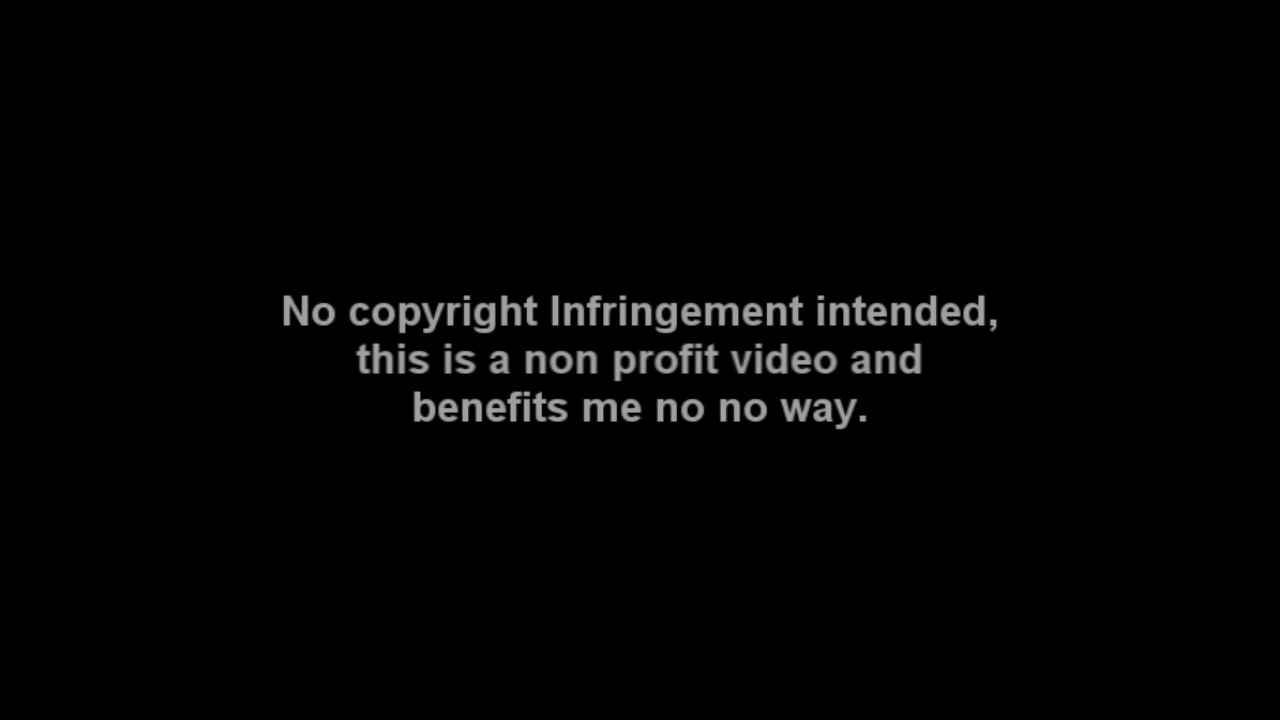 No copyright Infringement intended,
this is a non profit video and
benefits me no no way.